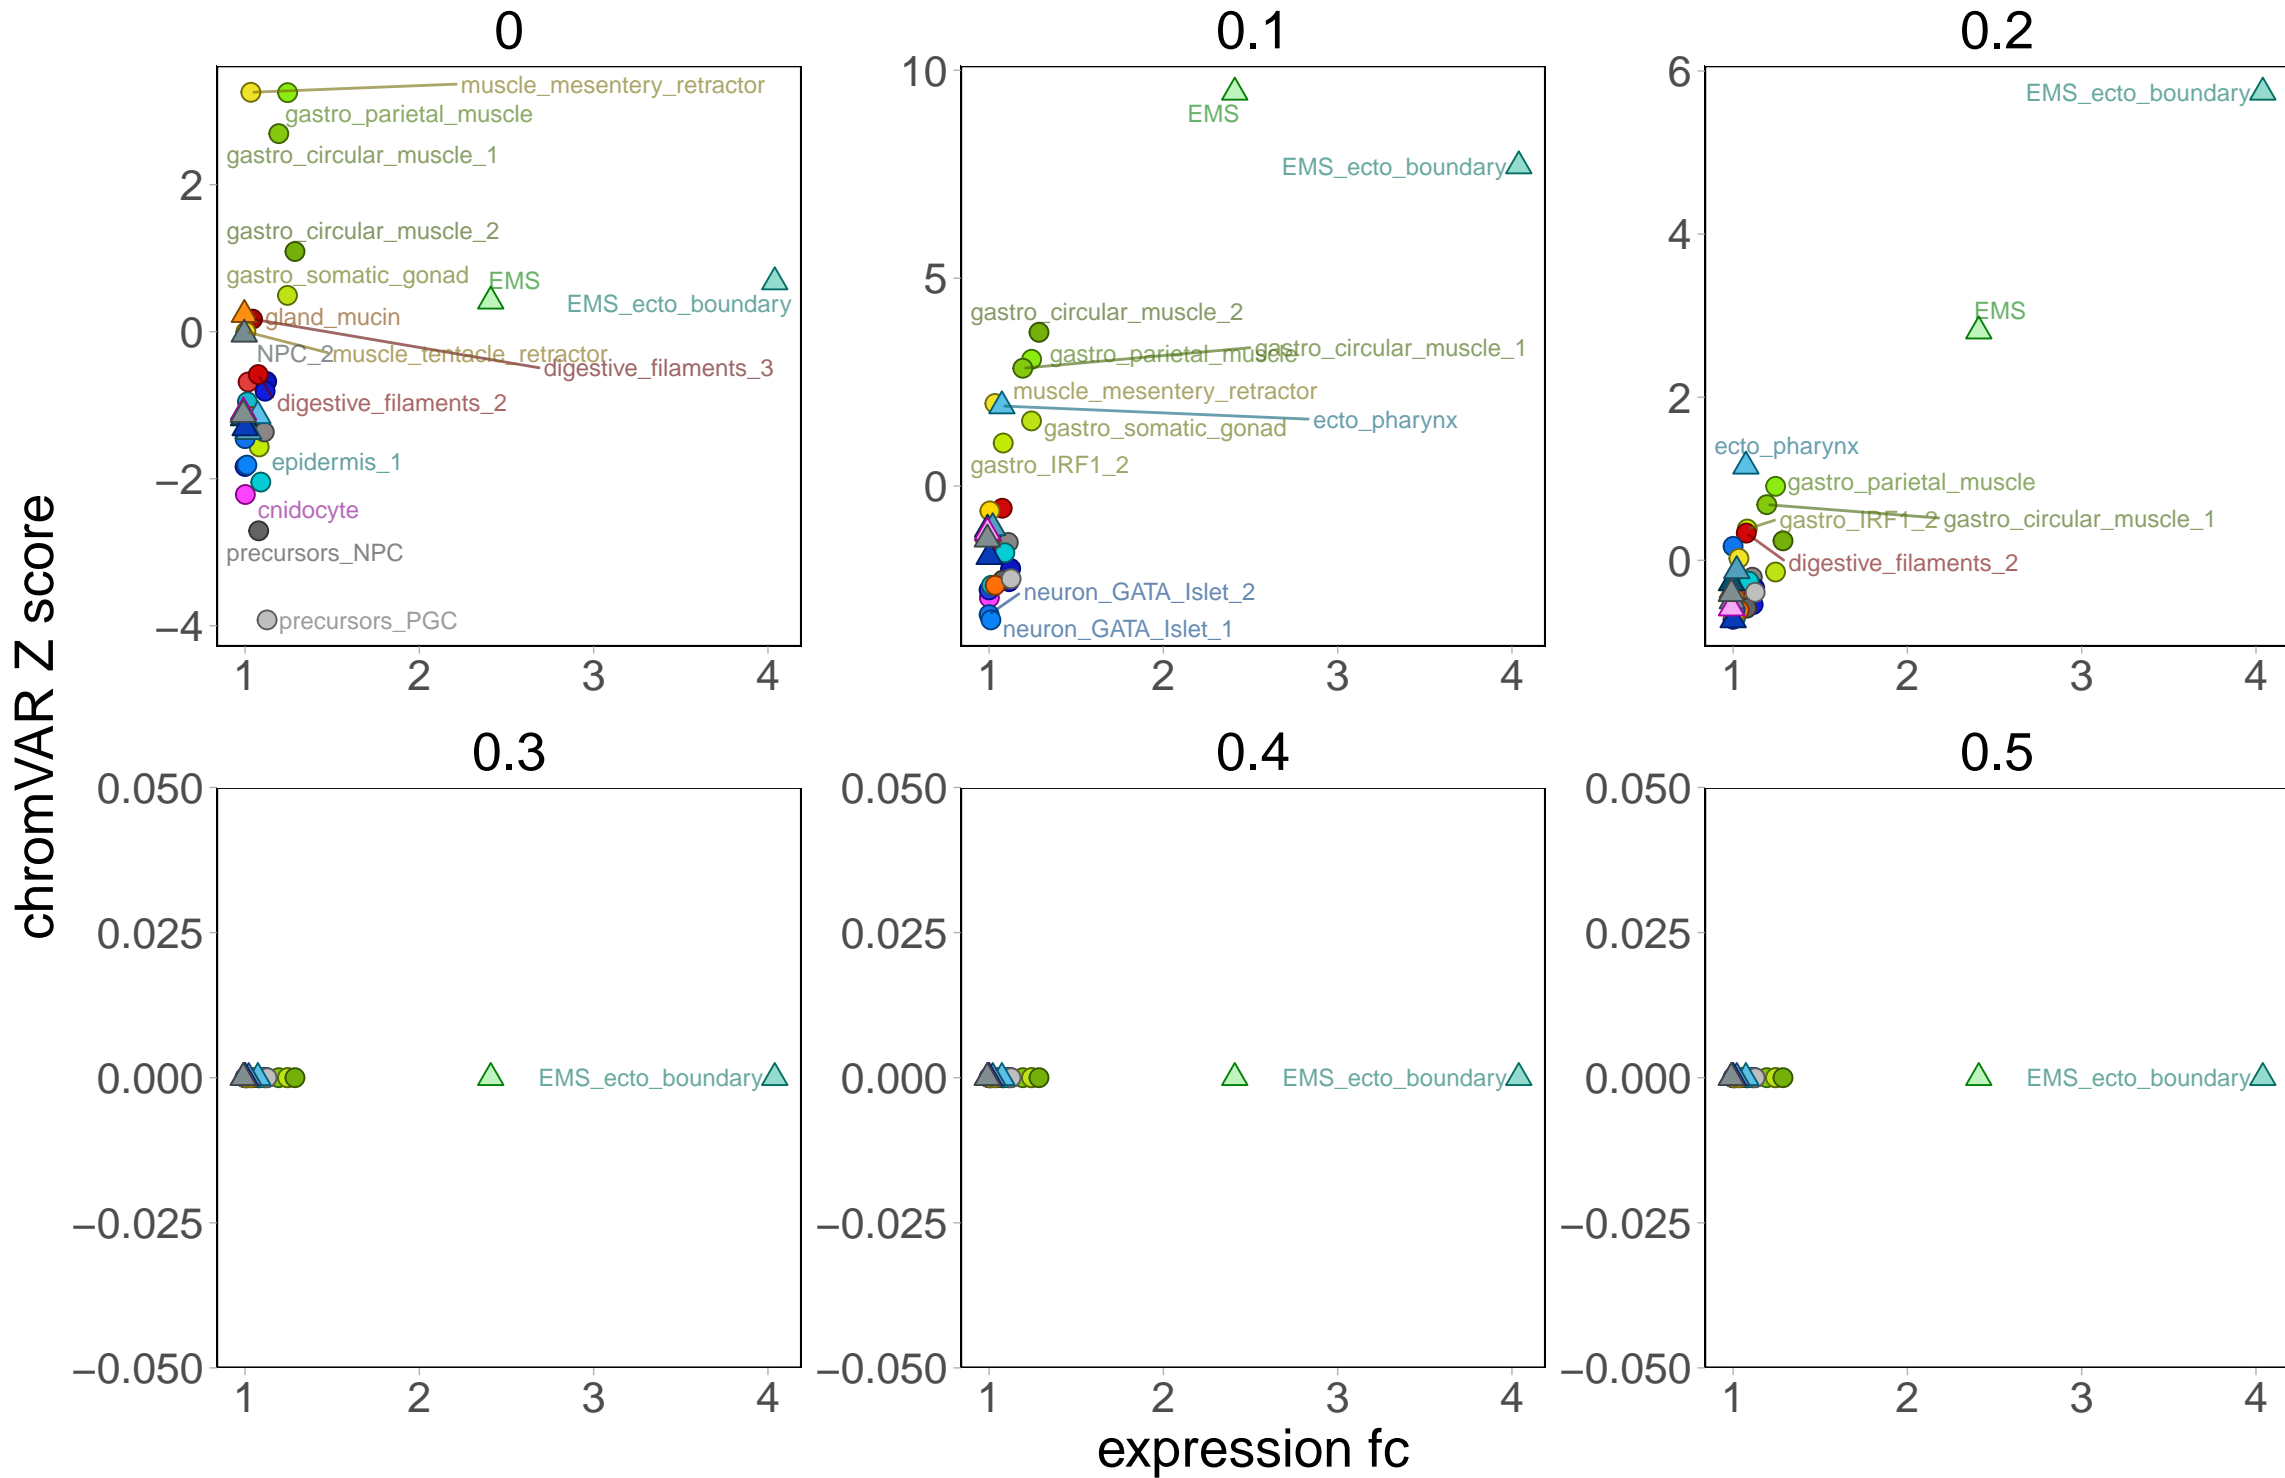 0
0.1
0.2
muscle_mesentery_retractor
gastro_parietal_muscle
gastro_circular_muscle_1
gastro_circular_muscle_2
gastro_somatic_gonad
EMS
EMS_ecto_boundary
gland_mucin
NPC_2
muscle_tentacle_retractor
digestive_filaments_3
digestive_filaments_2
epidermis_1
cnidocyte
precursors_NPC
precursors_PGC
2
0
−2
−4
1 2 3 4
EMS
EMS_ecto_boundary
gastro_circular_muscle_2
gastro_parietal_muscle
gastro_circular_muscle_1
muscle_mesentery_retractor
ecto_pharynx
gastro_somatic_gonad
gastro_IRF1_2
neuron_GATA_Islet_2
neuron_GATA_Islet_1
10
5
0
1 2 3 4
EMS_ecto_boundary
EMS
ecto_pharynx
gastro_parietal_muscle
gastro_IRF1_2
gastro_circular_muscle_1
digestive_filaments_2
6
4
2
0
1 2 3 4
chromVAR Z score
0.3
0.4
0.5
0.050
0.025
0.000
−0.025
−0.050
EMS_ecto_boundary
1 2 3 4
0.050
0.025
0.000
−0.025
−0.050
EMS_ecto_boundary
1 2 3 4
0.050
0.025
0.000
−0.025
−0.050
EMS_ecto_boundary
1 2 3 4
expression fc